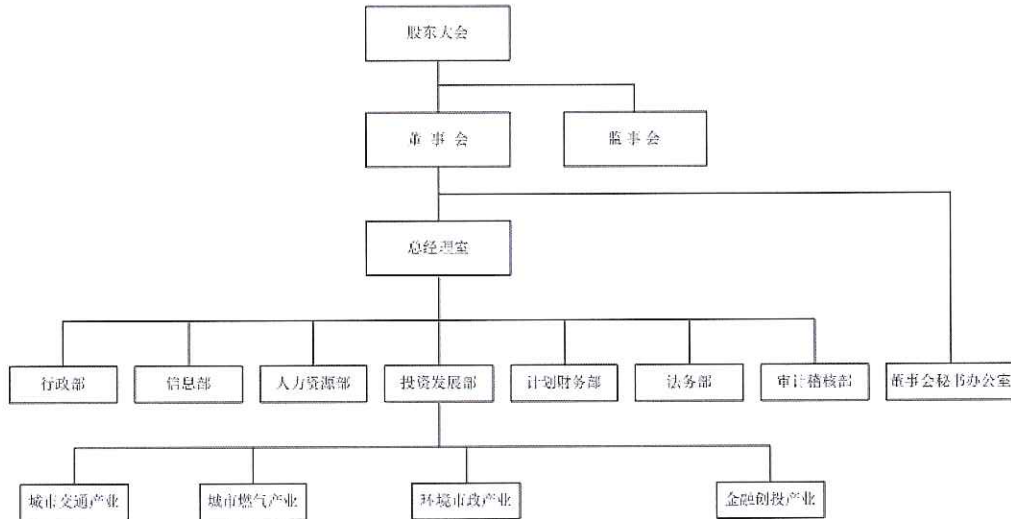 股东大会
董 事 会
监 事 会
总经理室
行政部
信息部
人力资源部
投资发展部
计划财务部
法务部
审计稽核部
董事会秘书办公室
城市交通产业
城市燃气产业
环境市政产业
金融创投产业